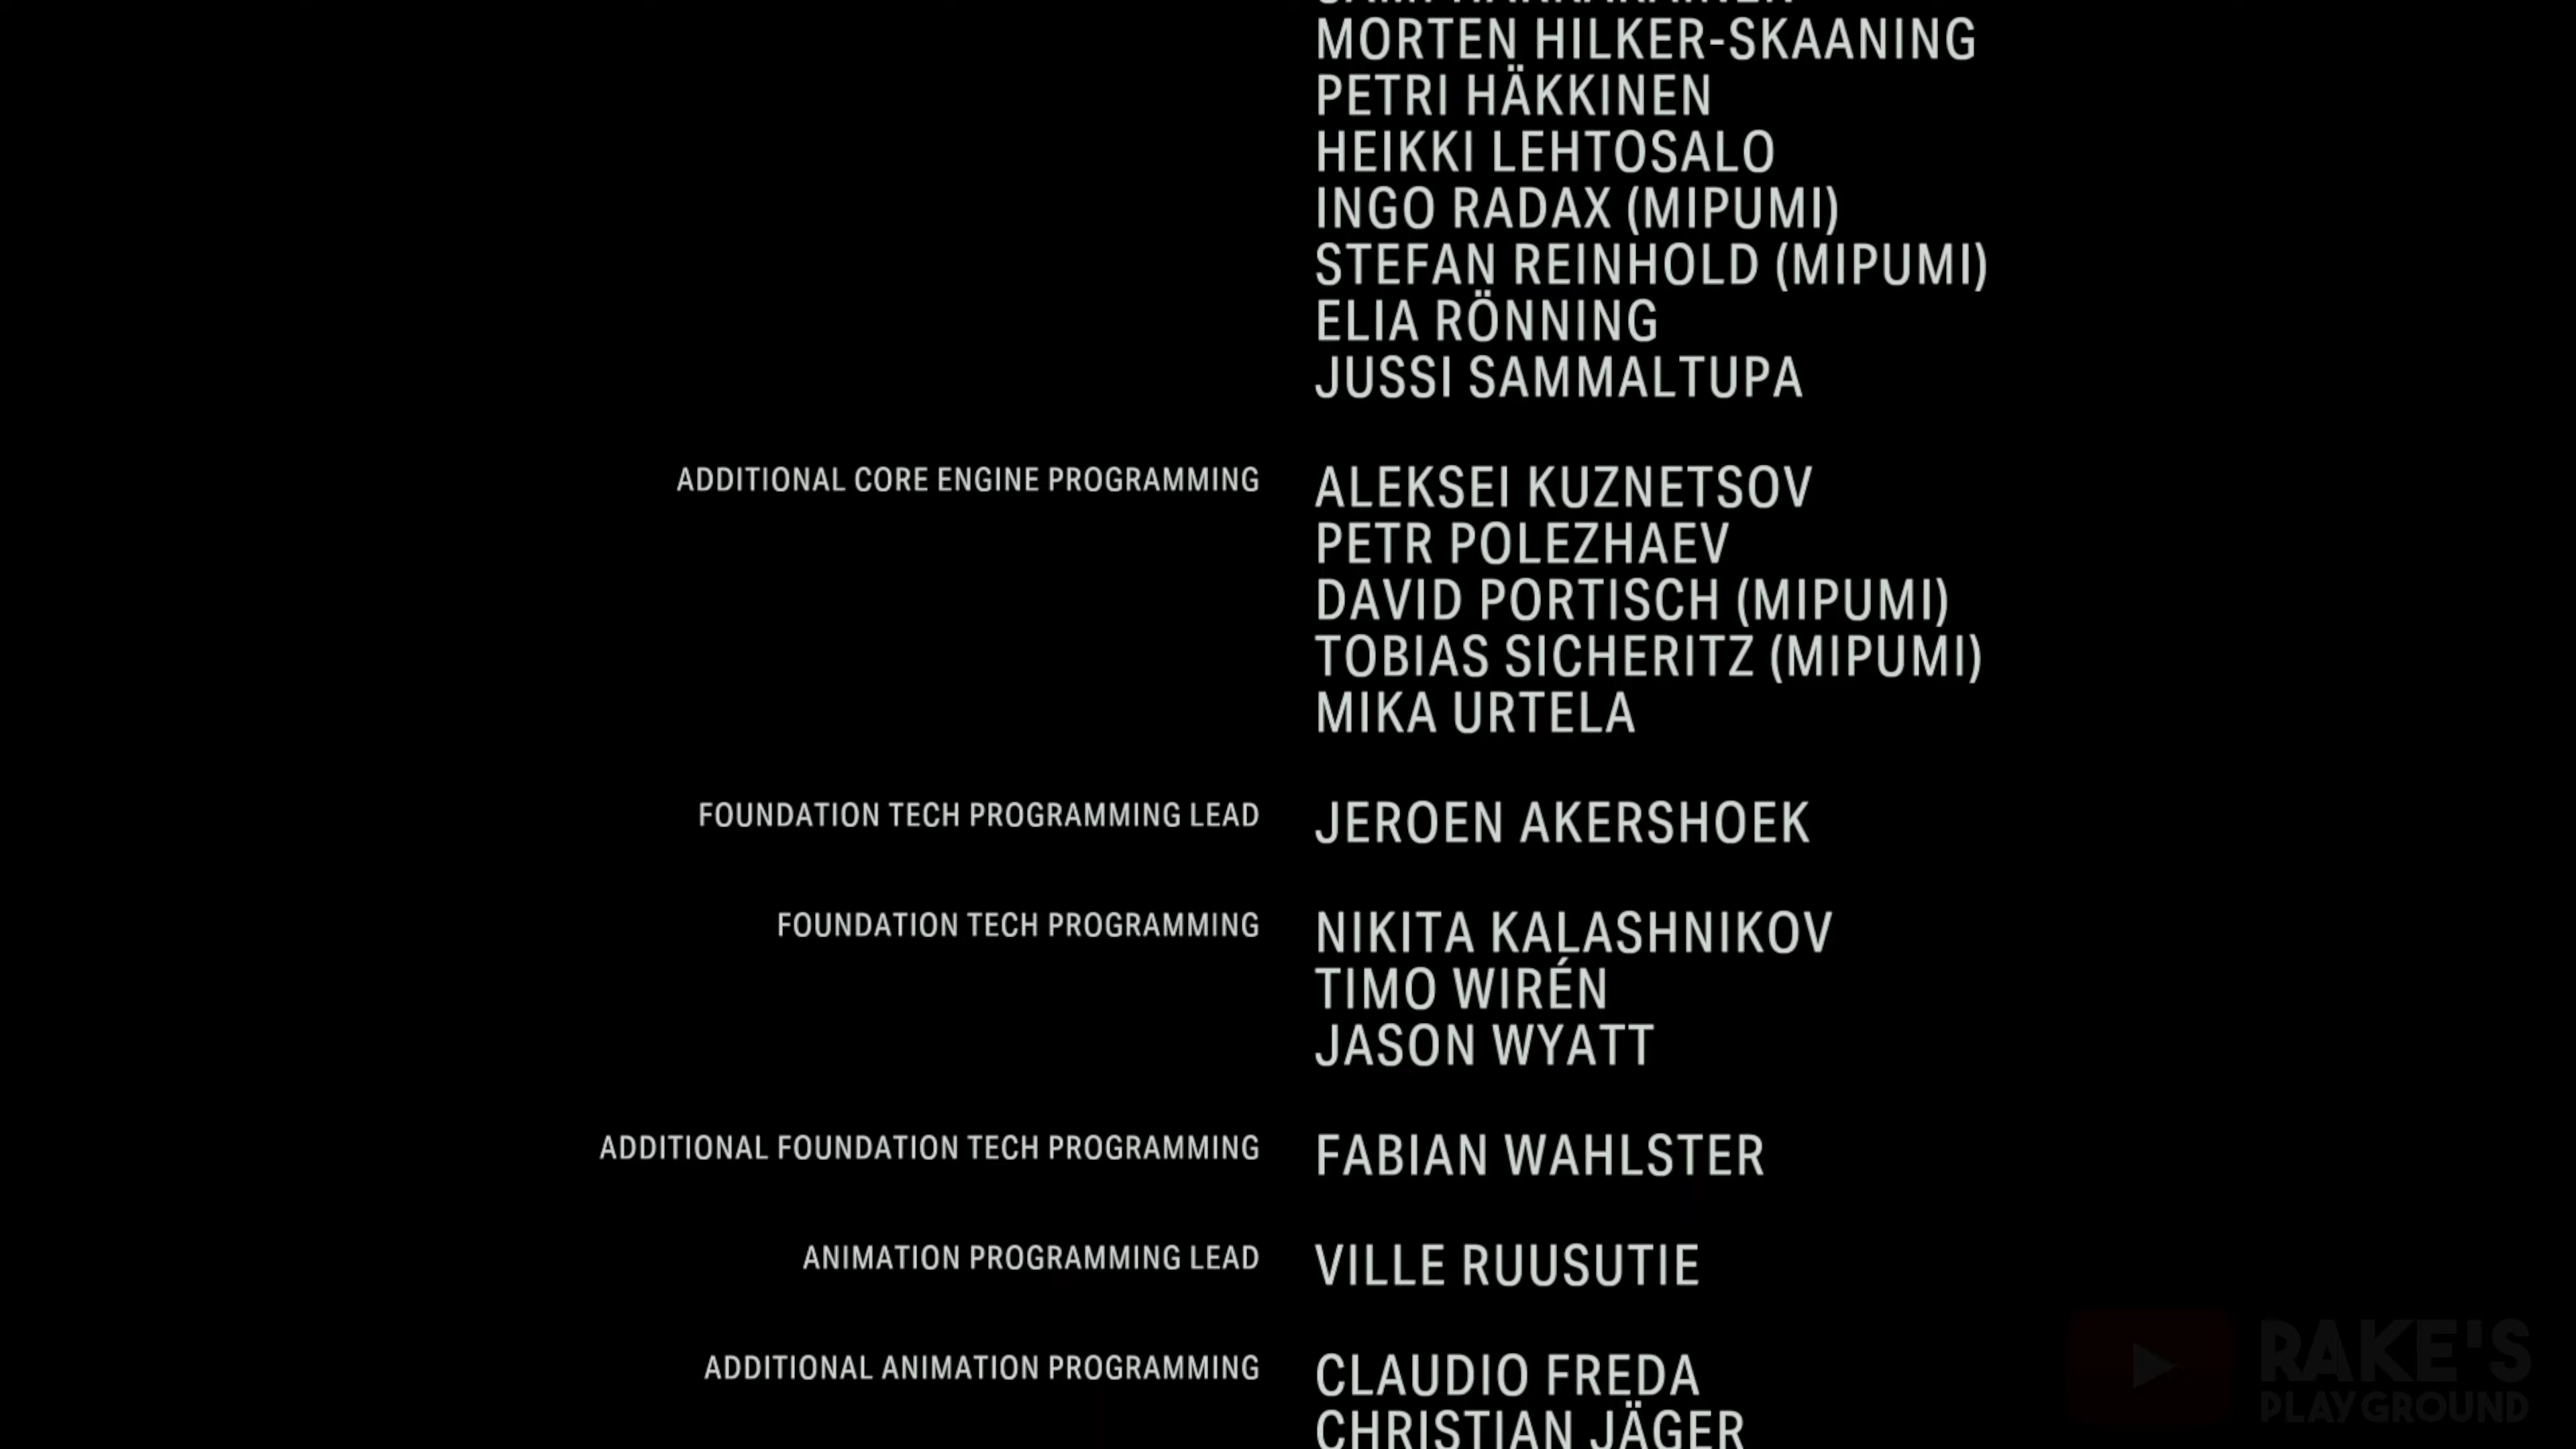 MORTEN HILKER-SKAANING
PETRI HÄKKINEN
HEIKKI LEHTOSALO
INGO RADAX (MIPUMI)
STEFAN REINHOLD (MIPUMI)
ELIA RÖNNING
JUSSI SAMMALTUPA
ADDITIONAL CORE ENGINE PROGRAMMING ALEKSEI KUZNETSOV
PETR POLEZHAEV
DAVID PORTISCH (MIPUMI)
TOBIAS SICHERITZ (MIPUMI)
MIKA URTELA
FOUNDATION TECH PROGRAMMING LEAD JEROEN AKERSHOEK
FOUNDATION TECH PROGRAMMING NIKITA KALASHNIKOV
TIMO WIRÉN
JASON WYATT
ADDITIONAL FOUNDATION TECH PROGRAMMING FABIAN WAHLSTER
ANIMATION PROGRAMMING LEAD VILLE RUUSUTIE
ADDITIONAL ANIMATION PROGRAMMING CLAUDIO FREDA
CHRISTIAN JÄGER
RAKE'S
PLAYGROUND